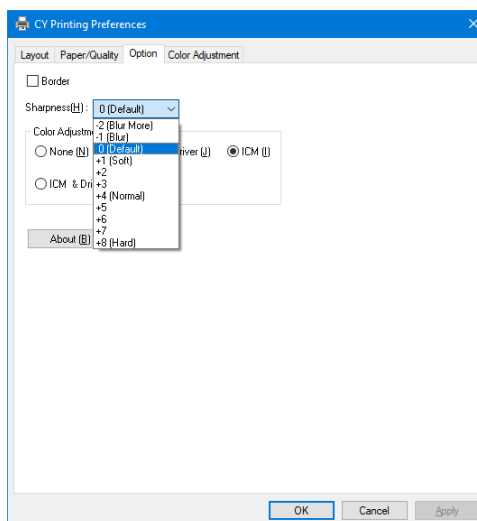 CY Printing Preferences
Layout Paper/Quality Option Color Adjustment
Border
Sharpness(H) : 0 (Default)
-2 (Blur More)
-1 (Blur)
0 (Default)
+1 (Soft)
+2
+3
+4 (Normal)
+5
+6
+7
+8 (Hard)
Color Adjustm
None (N) river (J) ICM (I)
ICM & Dri
About (B)
OK Cancel Apply